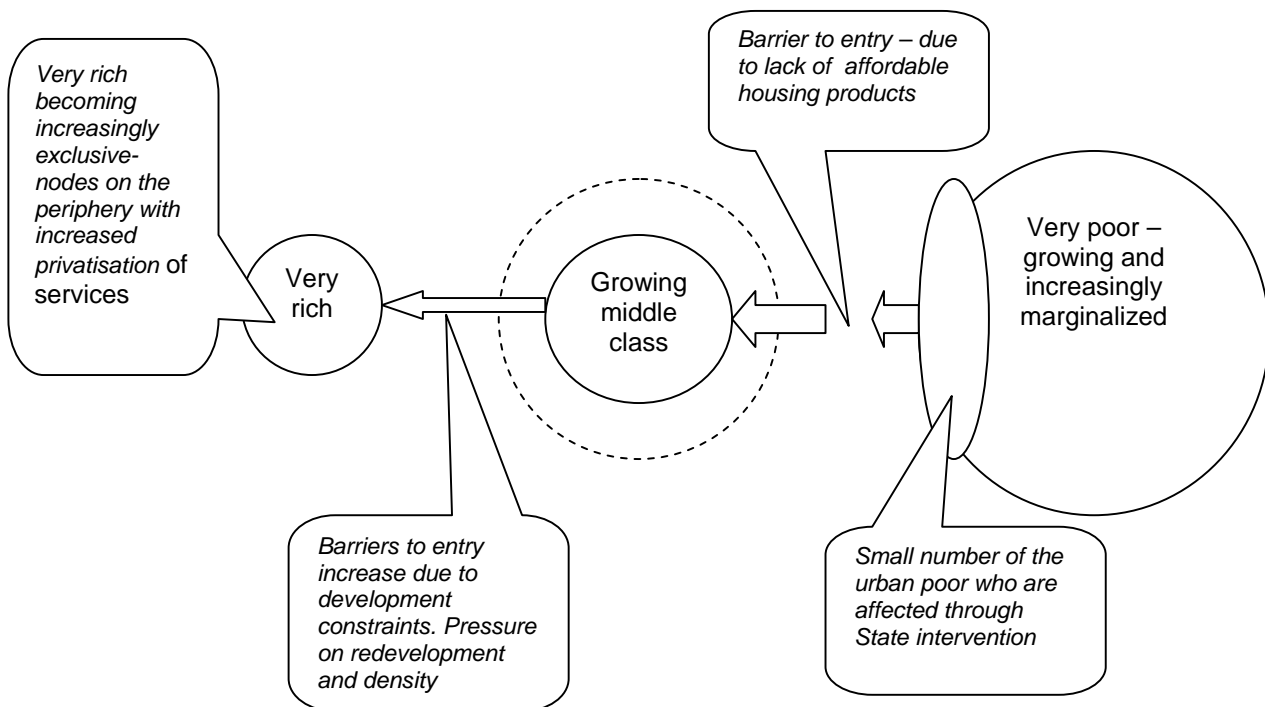 Very rich
becoming
increasingly
exclusive-
nodes on the
periphery with
increased
privatisation of
services
Very
rich
Barriers to entry
increase due to
development
constraints. Pressure
on redevelopment
and density
Growing
middle
class
Barrier to entry – due
to lack of  affordable
housing products
Very poor –
growing and
increasingly
marginalized
Small number of the
urban poor who are
affected through
State intervention